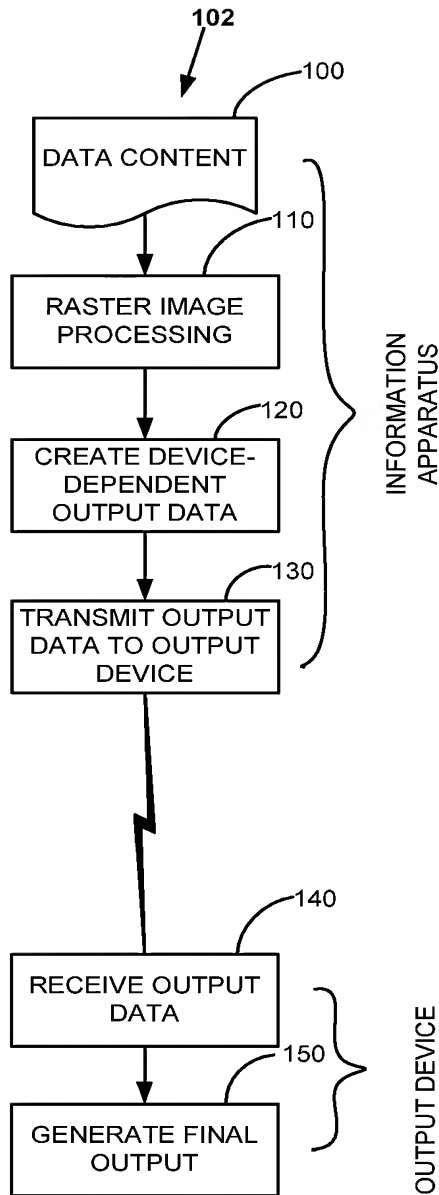 102
100
DATA CONTENT
110
RASTER IMAGE
PROCESSING
120
CREATE DEVICE-
DEPENDENT
OUTPUT DATA
130
TRANSMIT OUTPUT
DATA TO OUTPUT
DEVICE
INFORMATION
APPARATUS
140
RECEIVE OUTPUT
DATA
150
GENERATE FINAL
OUTPUT
OUTPUT DEVICE